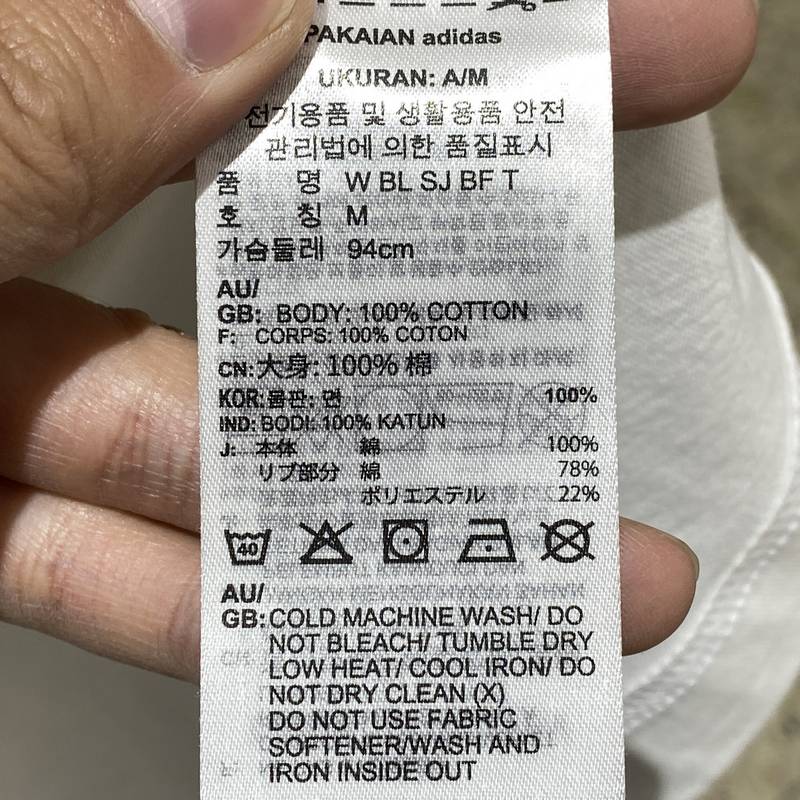 PAKAIAN adidas
UKURAN: A/M
전기용품 및 생활용품 안전
관리법에 의한 품질표시
품 명 W BL SJ BF T
호 칭 M
가슴둘레 94cm
AU/
GB: BODY: 100% COTTON
F: CORPS: 100% COTON
CN:大身: 100% 棉
KOR:몸판: 면 100%
IND: BODI: 100% KATUN
J: 本体 綿 100%
リブ部分 綿 78%
ポリエステル 22%
40
AU/
GB: COLD MACHINE WASH/ DO
NOT BLEACH/ TUMBLE DRY
LOW HEAT/ COOL IRON/ DO
NOT DRY CLEAN (X)
DO NOT USE FABRIC
SOFTENER/WASH AND
IRON INSIDE OUT